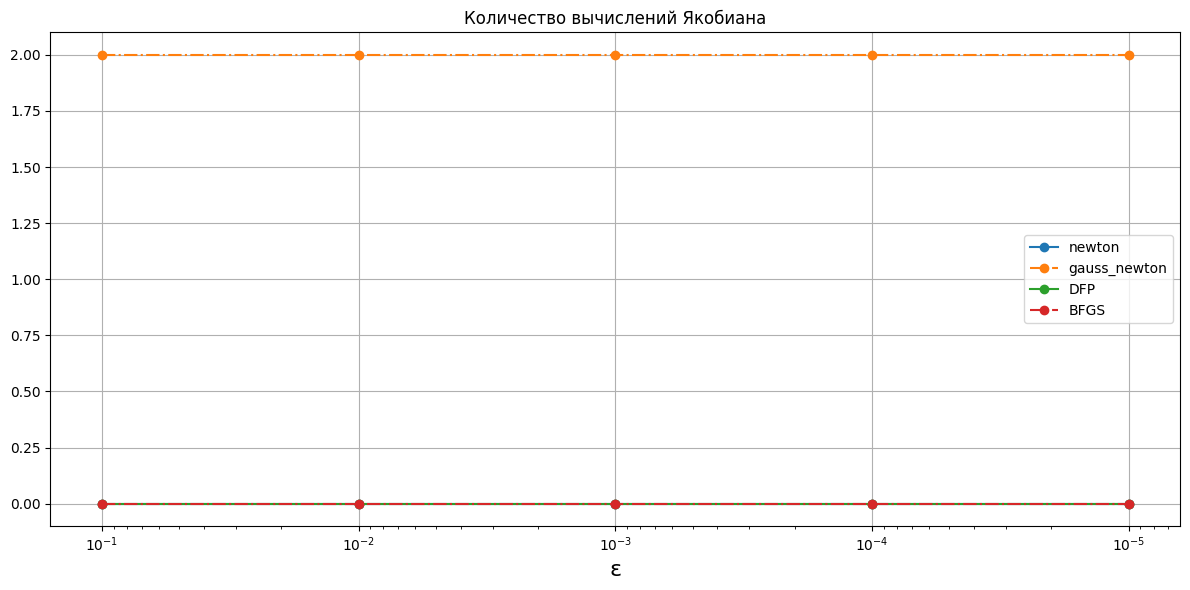 Количество вычислений Якобиана
2.00
1.75
1.50
1.25
1.00
0.75
0.50
0.25
0.00
newton
gauss_newton
DFP
BFGS
10⁻¹ 10⁻² 10⁻³ 10⁻⁴ 10⁻⁵
ε